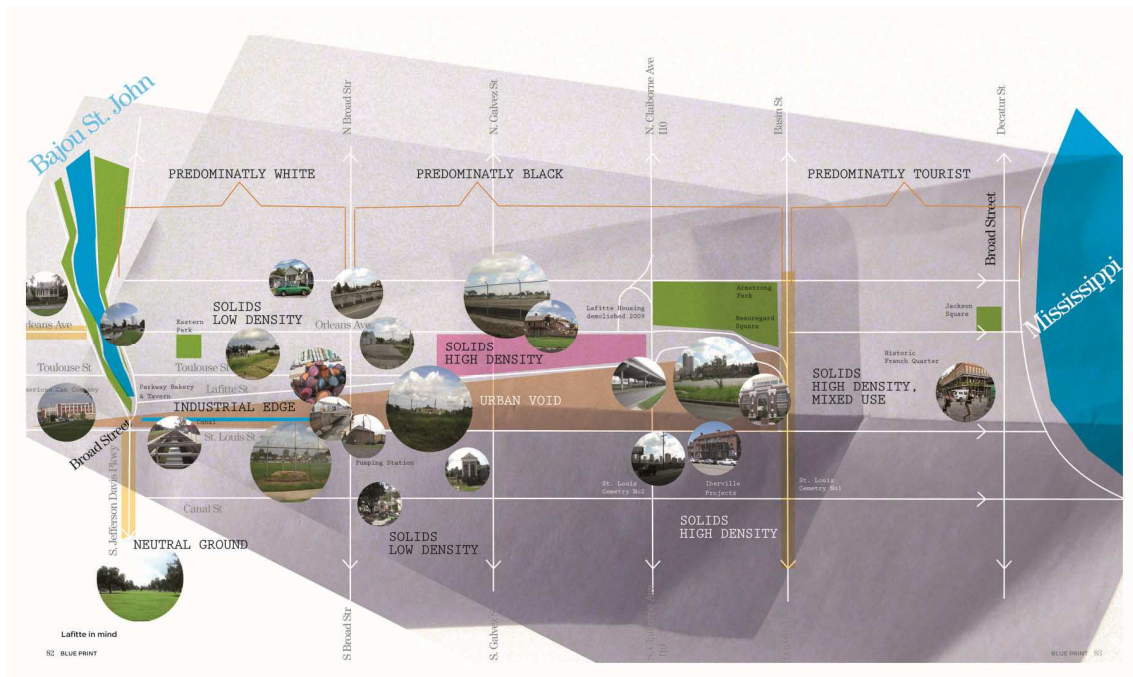 Bajou St. John
N Broad Str
N. Galvez St
N. Claiborne Ave
I10
Basin St
Decatur St
PREDOMINATLY WHITE
PREDOMINATLY BLACK
PREDOMINATLY TOURIST
Broad Street
Mississippi
SOLIDS
LOW DENSITY
Orleans Ave
Eastern
Park
Lafitte Housing
demolished 2009
Armstrong
Park
Beauregard
Square
Jackson
Square
leans Ave
Toulouse St
Toulouse St
SOLIDS
HIGH DENSITY
Historic
French Quarter
merican Can Company
Parkway Bakery
& Tavern
Lafitte St
SOLIDS
HIGH DENSITY,
MIXED USE
INDUSTRIAL EDGE
URBAN VOID
Canal
Broad Street
St. Louis St
Pumping Station
St. Louis
Cemetry No2
Iberville
Projects
St. Louis
Cemetry No1
S. Jefferson Davis Pkwy
Canal St
SOLIDS
LOW DENSITY
SOLIDS
HIGH DENSITY
NEUTRAL GROUND
S Broad Str
S. Galvez S
Lafitte in mind
82 BLUE PRINT
BLUE PRINT 83